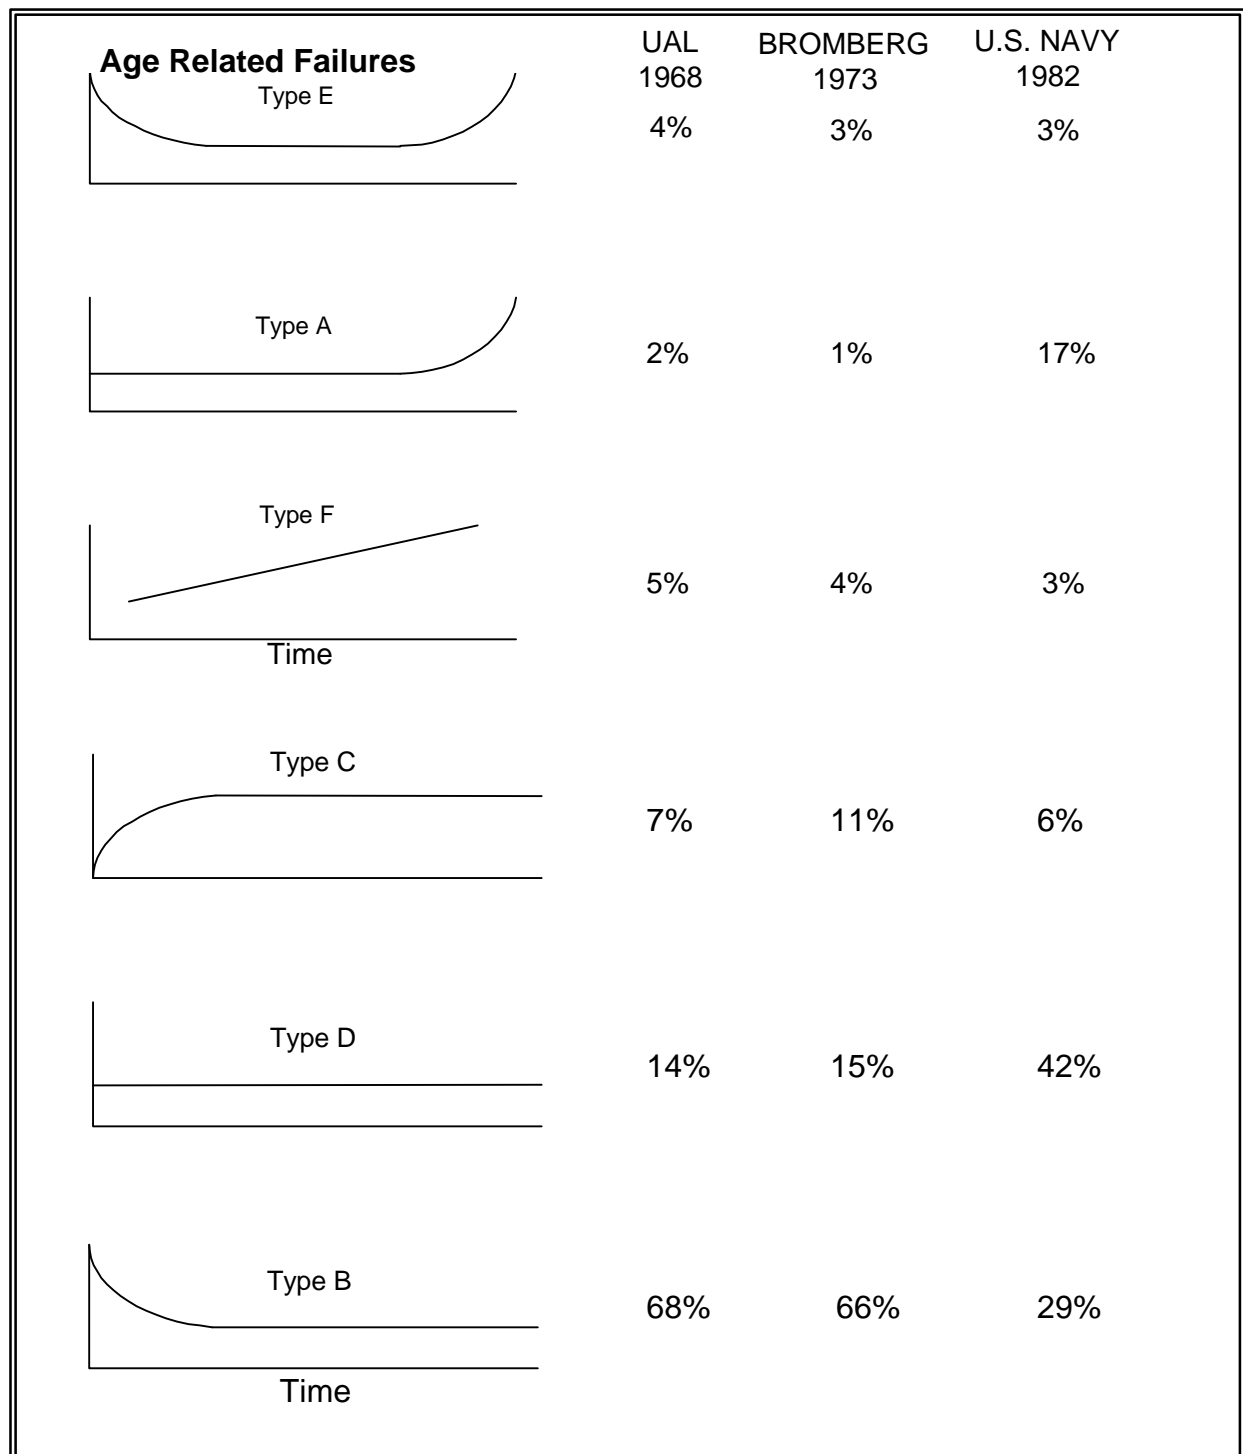 Age Related Failures
UAL BROMBERG U.S. NAVY
1968 1973 1982
Type E
4% 3% 3%
Type A
2% 1% 17%
Type F
5% 4% 3%
Time
Type C
7% 11% 6%
Type D
14% 15% 42%
Type B
68% 66% 29%
Time